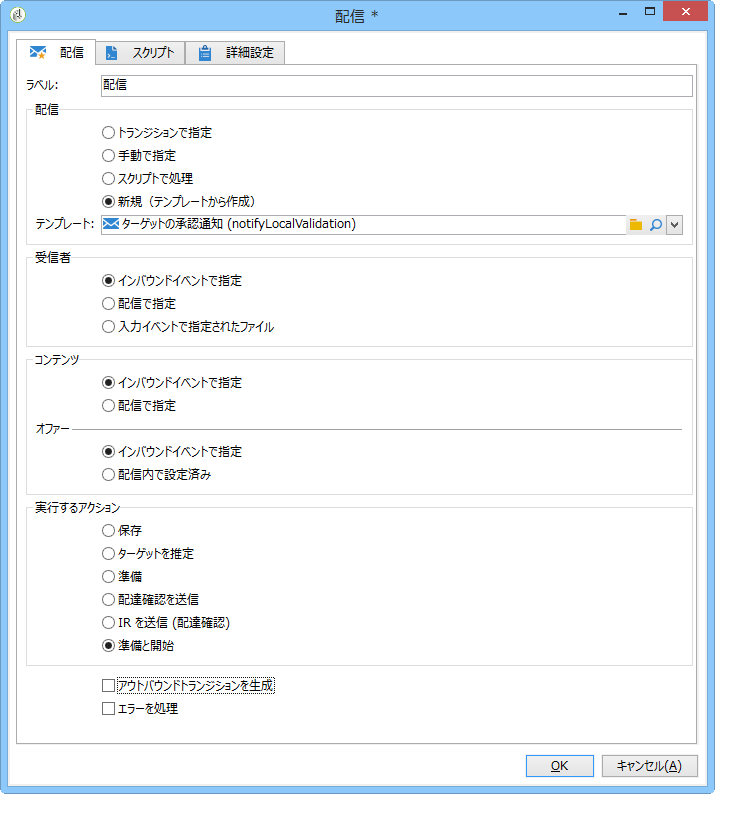 配信 *
配信 スクリプト 詳細設定
ラベル: 配信
配信
トランジションで指定
手動で指定
スクリプトで処理
新規（テンプレートから作成）
テンプレート: ターゲットの承認通知 (notifyLocalValidation)
受信者
インバウンドイベントで指定
配信で指定
入力イベントで指定されたファイル
コンテンツ
インバウンドイベントで指定
配信で指定
オファー
インバウンドイベントで指定
配信内で設定済み
実行するアクション
保存
ターゲットを推定
準備
配達確認を送信
IR を送信 (配達確認)
準備と開始
アウトバウンドトランジションを生成
エラーを処理
OK キャンセル(A)